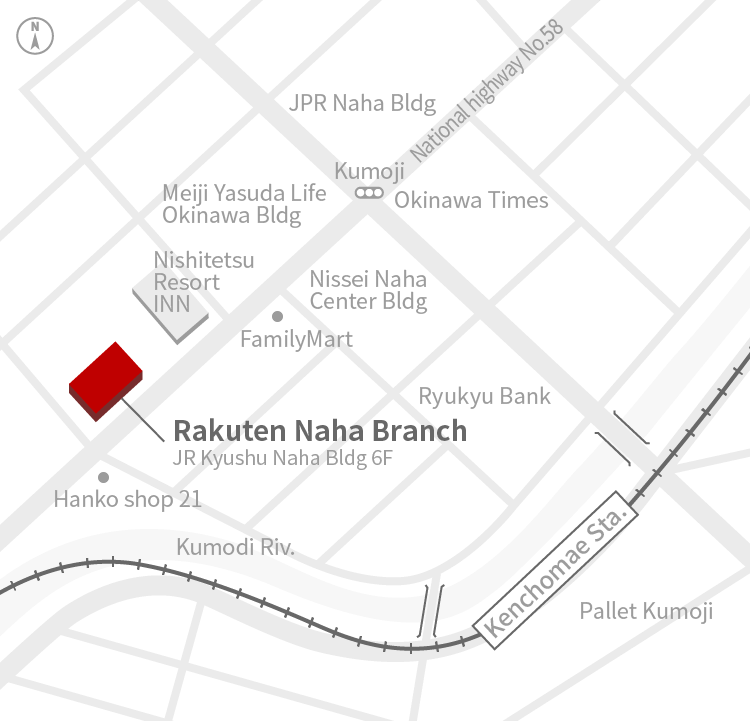 N
National highway No.58
JPR Naha Bldg
Kumoji
Okinawa Times
Meiji Yasuda Life
Okinawa Bldg
Nishitetsu
Resort
INN
Nissei Naha
Center Bldg
FamilyMart
Ryukyu Bank
Rakuten Naha Branch
JR Kyushu Naha Bldg 6F
Hanko shop 21
Kumodi Riv.
Kenchomae Sta.
Pallet Kumoji